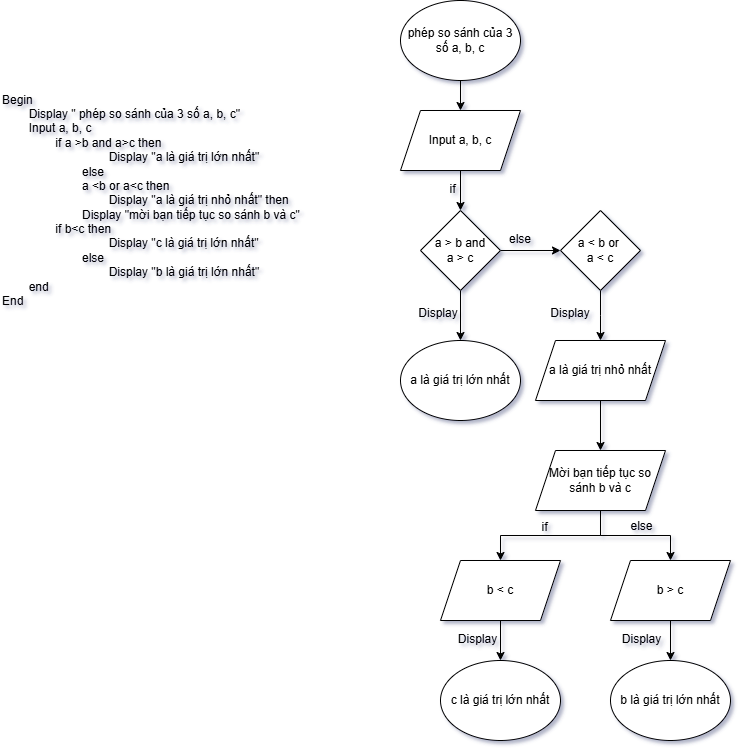 Begin
Display " phép so sánh của 3 số a, b, c"
Input a, b, c
if a >b and a>c then
Display "a là giá trị lớn nhất"
else
a <b or a<c then
Display "a là giá trị nhỏ nhất" then
Display "mời bạn tiếp tục so sánh b và c"
if b<c then
Display "c là giá trị lớn nhất"
else
Display "b là giá trị lớn nhất"
end
End
phép so sánh của 3
số a, b, c
Input a, b, c
if
a > b and
a > c
else
a < b or
a < c
Display
Display
a là giá trị lớn nhất
a là giá trị nhỏ nhất
Mời bạn tiếp tục so
sánh b và c
if
else
b < c
b > c
Display
Display
c là giá trị lớn nhất
b là giá trị lớn nhất